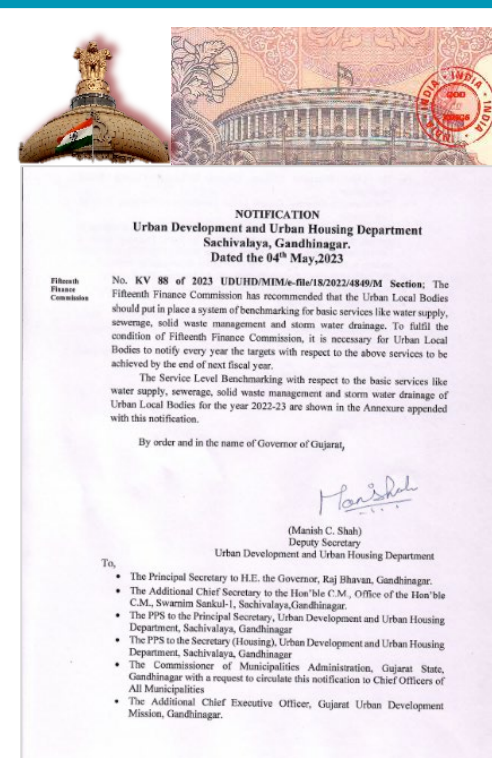 INDIA · INDIA · INDIA
NOTIFICATION
Urban Development and Urban Housing Department
Sachivalaya, Gandhinagar.
Dated the 04th May,2023
Fifteenth
Finance
Commission
No. KV 88 of 2023 UDUHD/MIM/e-file/18/2022/4849/M Section; The
Fifteenth Finance Commission has recommended that the Urban Local Bodies
should put in place a system of benchmarking for basic services like water supply,
sewerage, solid waste management and storm water drainage. To fulfil the
condition of Fifteenth Finance Commission, it is necessary for Urban Local
Bodies to notify every year the targets with respect to the above services to be
achieved by the end of next fiscal year.
The Service Level Benchmarking with respect to the basic services like
water supply, sewerage, solid waste management and storm water drainage of
Urban Local Bodies for the year 2022-23 are shown in the Annexure appended
with this notification.
By order and in the name of Governor of Gujarat,
(Manish C. Shah)
Deputy Secretary
Urban Development and Urban Housing Department
To,
• The Principal Secretary to H.E. the Governor, Raj Bhavan, Gandhinagar.
• The Additional Chief Secretary to the Hon'ble C.M., Office of the Hon'ble
C.M., Swarnim Sankul-1, Sachivalaya,Gandhinagar.
• The PPS to the Principal Secretary, Urban Development and Urban Housing
Department, Sachivalaya, Gandhinagar
• The PPS to the Secretary (Housing), Urban Development and Urban Housing
Department, Sachivalaya, Gandhinagar
• The Commissioner of Municipalities Administration, Gujarat State,
Gandhinagar with a request to circulate this notification to Chief Officers of
All Municipalities
• The Additional Chief Executive Officer, Gujarat Urban Development
Mission, Gandhinagar.